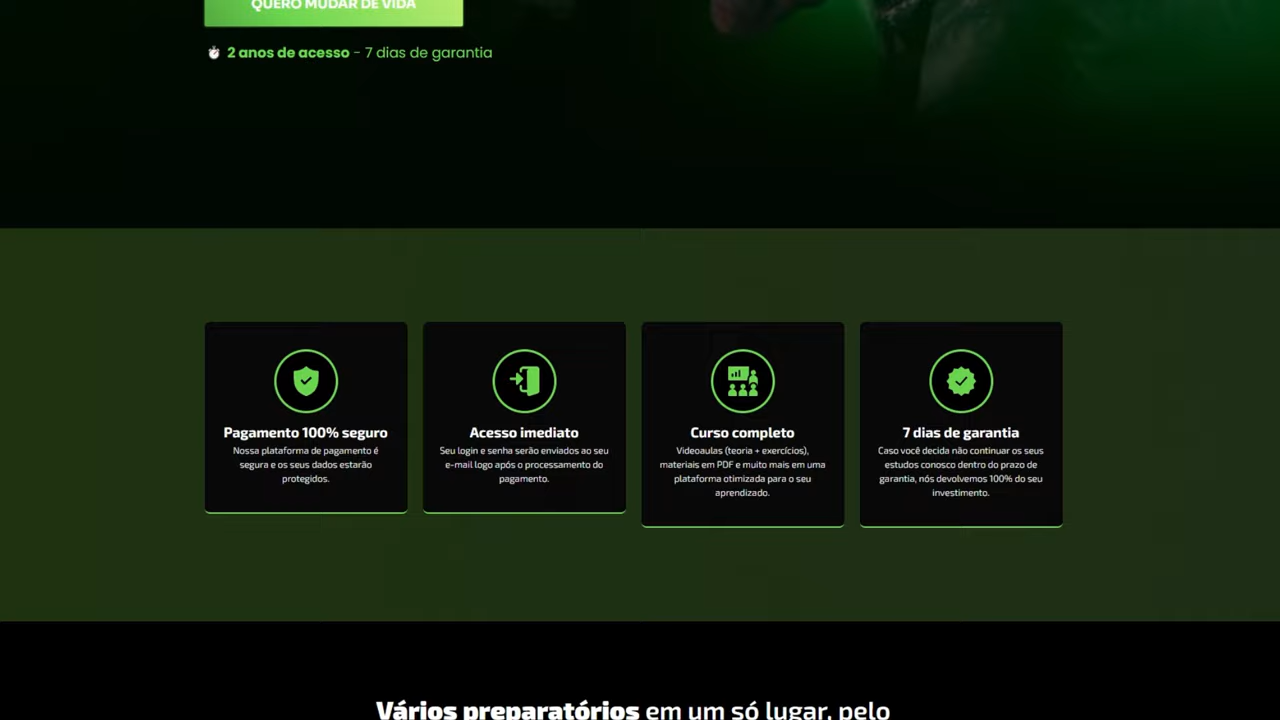 QUERO MUDAR DE VIDA
2 anos de acesso - 7 dias de garantia
Pagamento 100% seguro
Nossa plataforma de pagamento é
segura e os seus dados estarão
protegidos.
Acesso imediato
Seu login e senha serão enviados ao seu
e-mail logo após o processamento do
pagamento.
Curso completo
Videoaulas (teoria + exercícios),
materiais em PDF e muito mais em uma
plataforma otimizada para o seu
aprendizado.
7 dias de garantia
Caso você decida não continuar os seus
estudos conosco dentro do prazo de
garantia, nós devolvemos 100% do seu
investimento.
Vários preparatórios em um só lugar, pelo